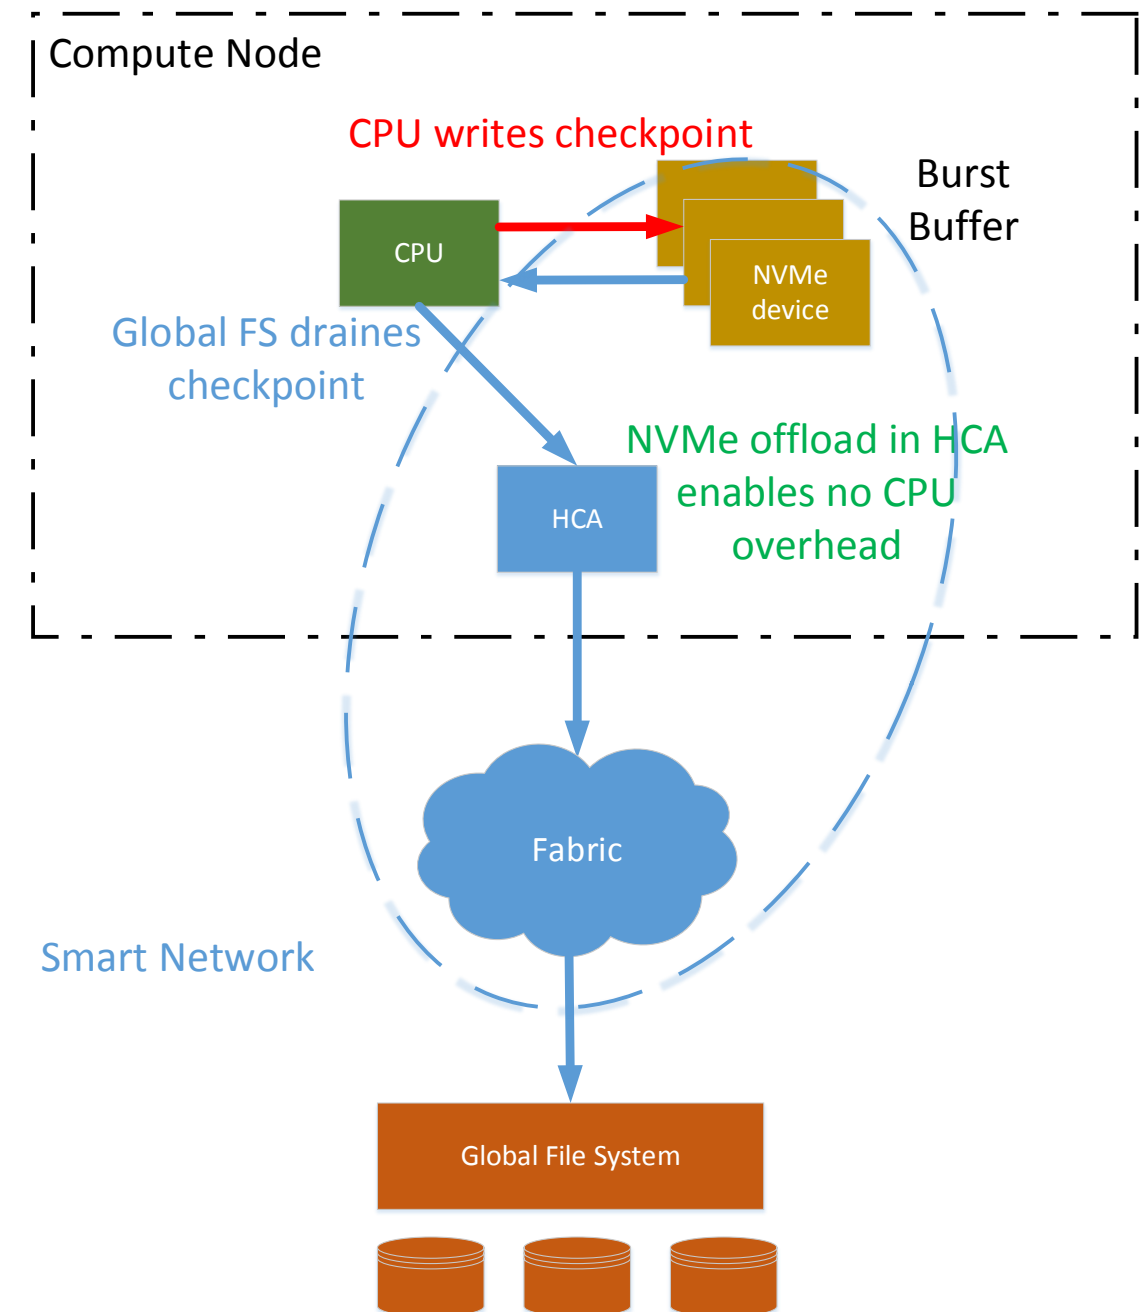 Compute Node
CPU writes checkpoint
Burst
Buffer
CPU
NVMe
device
Global FS draines
checkpoint
NVMe offload in HCA
enables no CPU
overhead
HCA
Fabric
Smart Network
Global File System